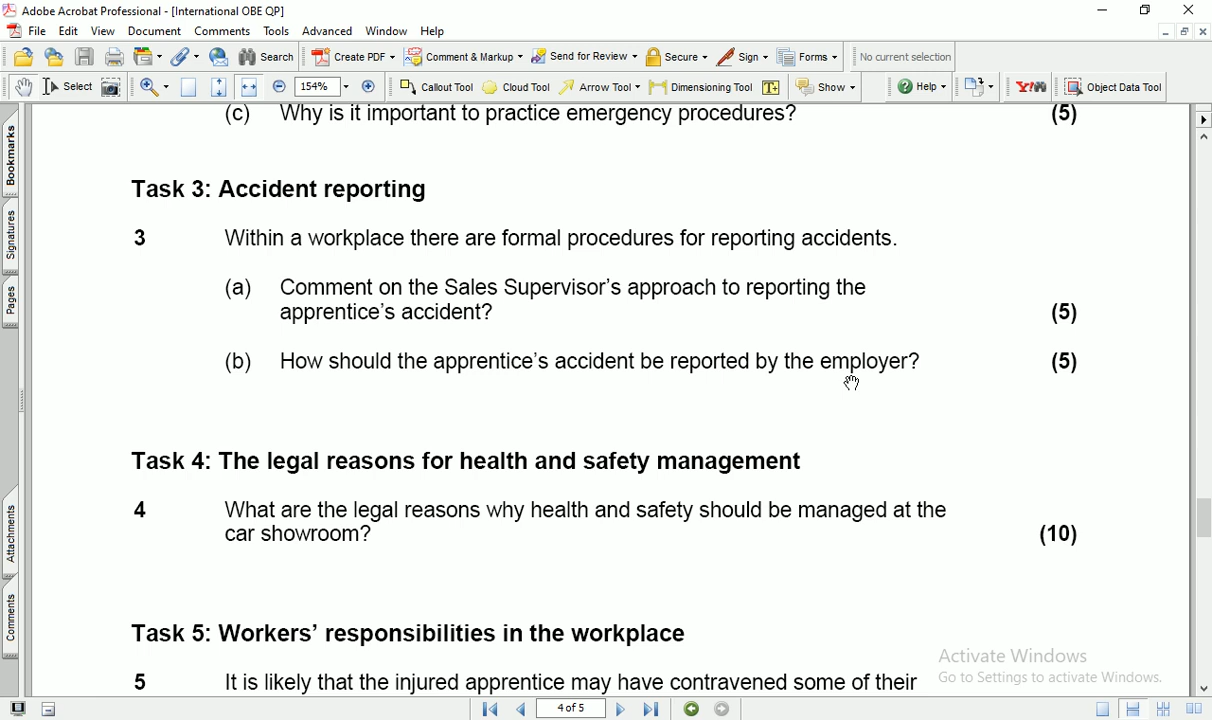 Adobe Acrobat Professional - [International OBE QP]
File Edit View Document Comments Tools Advanced Window Help
Search Create PDF Comment & Markup Send for Review Secure Sign Forms No current selection
Select 154% Callout Tool Cloud Tool Arrow Tool Dimensioning Tool T Show Help Y!MSN Object Data Tool
Bookmarks
Signatures
Pages
Attachments
Comments
(c) Why is it important to practice emergency procedures? (5)
Task 3: Accident reporting
3 Within a workplace there are formal procedures for reporting accidents.
(a) Comment on the Sales Supervisor's approach to reporting the
apprentice's accident? (5)
(b) How should the apprentice's accident be reported by the employer? (5)
Task 4: The legal reasons for health and safety management
4 What are the legal reasons why health and safety should be managed at the
car showroom? (10)
Task 5: Workers' responsibilities in the workplace
5 It is likely that the injured apprentice may have contravened some of their
Activate Windows
Go to Settings to activate Windows.
4 of 5